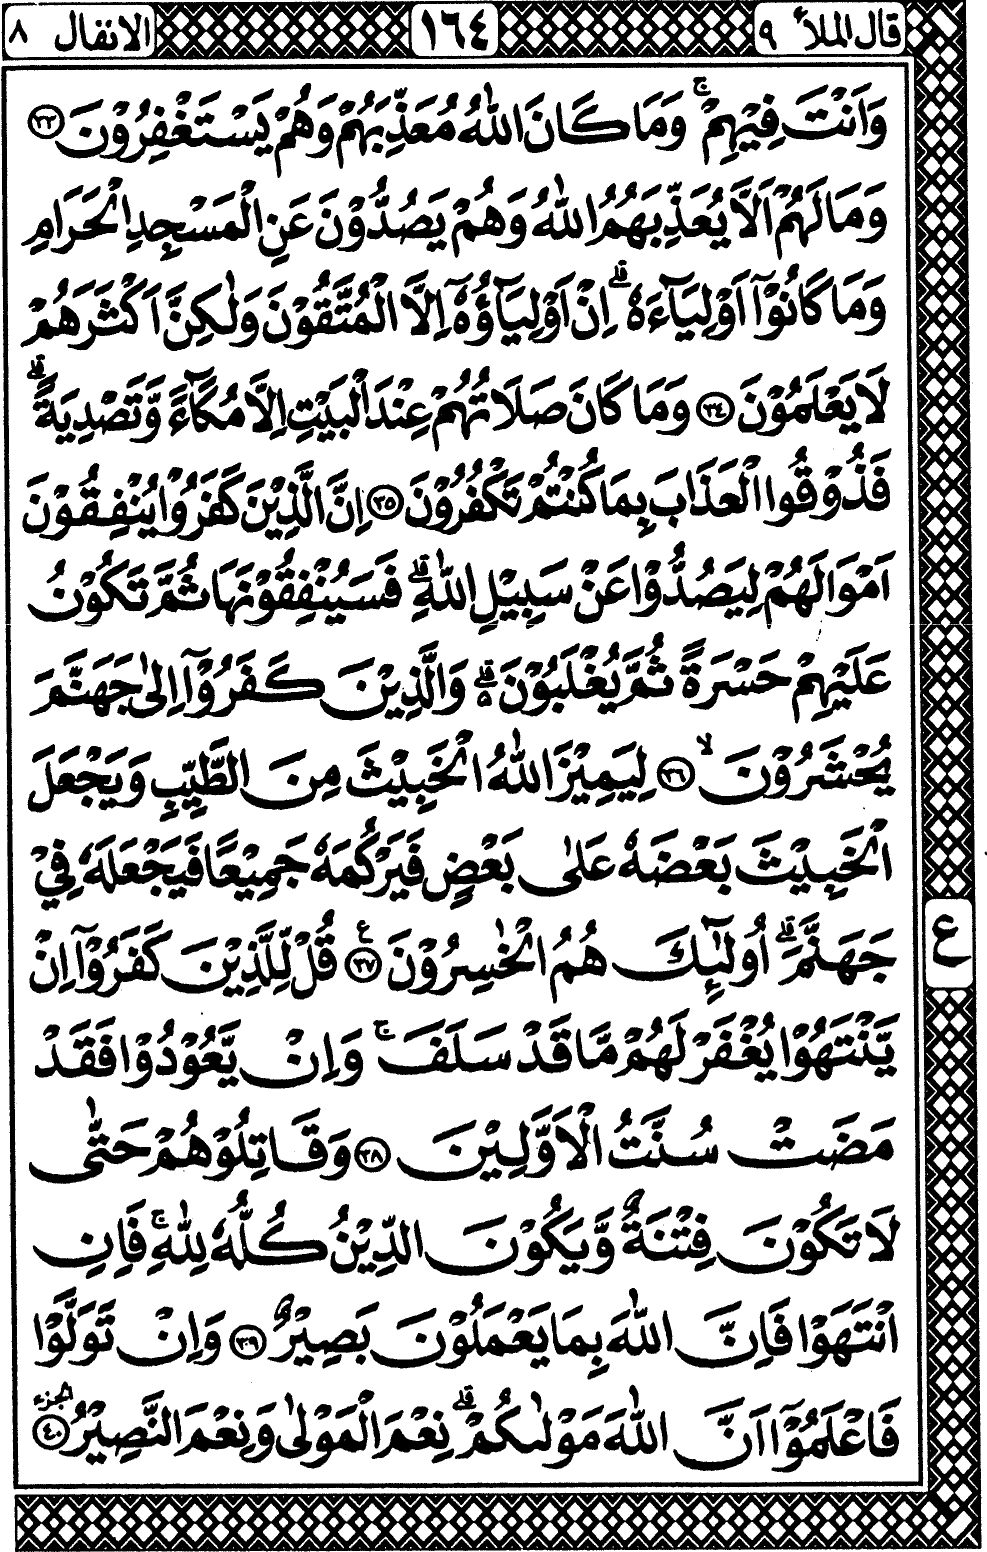 قال الملأ ٩ ١٦٤ الانفال ٨
وَاَنْتَ فِيْهِمْ ۚ وَمَا كَانَ اللّٰهُ مُعَذِّبَهُمْ وَهُمْ يَسْتَغْفِرُوْنَ ﴿٣٣﴾
وَمَا لَهُمْ اَلَّا يُعَذِّبَهُمُ اللّٰهُ وَهُمْ يَصُدُّوْنَ عَنِ الْمَسْجِدِ الْحَرَامِ
وَمَا كَانُوْٓا اَوْلِيَآءَهٗ ؕ اِنْ اَوْلِيَآؤُهٗٓ اِلَّا الْمُتَّقُوْنَ وَلٰكِنَّ اَكْثَرَهُمْ
لَا يَعْلَمُوْنَ ﴿٣٤﴾ وَمَا كَانَ صَلَاتُهُمْ عِنْدَ الْبَيْتِ اِلَّا مُكَآءً وَّتَصْدِيَةً ؕ
فَذُوْقُوا الْعَذَابَ بِمَا كُنْتُمْ تَكْفُرُوْنَ ﴿٣٥﴾ اِنَّ الَّذِيْنَ كَفَرُوْا يُنْفِقُوْنَ
اَمْوَالَهُمْ لِيَصُدُّوْا عَنْ سَبِيْلِ اللّٰهِ ؕ فَسَيُنْفِقُوْنَهَا ثُمَّ تَكُوْنُ
عَلَيْهِمْ حَسْرَةً ثُمَّ يُغْلَبُوْنَ ؕ وَالَّذِيْنَ كَفَرُوْٓا اِلٰى جَهَنَّمَ
يُحْشَرُوْنَ ۙ ﴿٣٦﴾ لِيَمِيْزَ اللّٰهُ الْخَبِيْثَ مِنَ الطَّيِّبِ وَيَجْعَلَ
الْخَبِيْثَ بَعْضَهٗ عَلٰى بَعْضٍ فَيَرْكُمَهٗ جَمِيْعًا فَيَجْعَلَهٗ فِيْ
جَهَنَّمَ ؕ اُولٰٓئِكَ هُمُ الْخٰسِرُوْنَ ﴿٣٧﴾ ع قُلْ لِّلَّذِيْنَ كَفَرُوْٓا اِنْ
ع
يَّنْتَهُوْا يُغْفَرْ لَهُمْ مَّا قَدْ سَلَفَ ۚ وَاِنْ يَّعُوْدُوْا فَقَدْ
مَضَتْ سُنَّتُ الْاَوَّلِيْنَ ﴿٣٨﴾ وَقَاتِلُوْهُمْ حَتّٰى
لَا تَكُوْنَ فِتْنَةٌ وَّيَكُوْنَ الدِّيْنُ كُلُّهٗ لِلّٰهِ ۚ فَاِنِ
انْتَهَوْا فَاِنَّ اللّٰهَ بِمَا يَعْمَلُوْنَ بَصِيْرٌ ﴿٣٩﴾ وَاِنْ تَوَلَّوْا
فَاعْلَمُوْٓا اَنَّ اللّٰهَ مَوْلٰىكُمْ ؕ نِعْمَ الْمَوْلٰى وَنِعْمَ النَّصِيْرُ ﴿٤٠﴾ الجزء